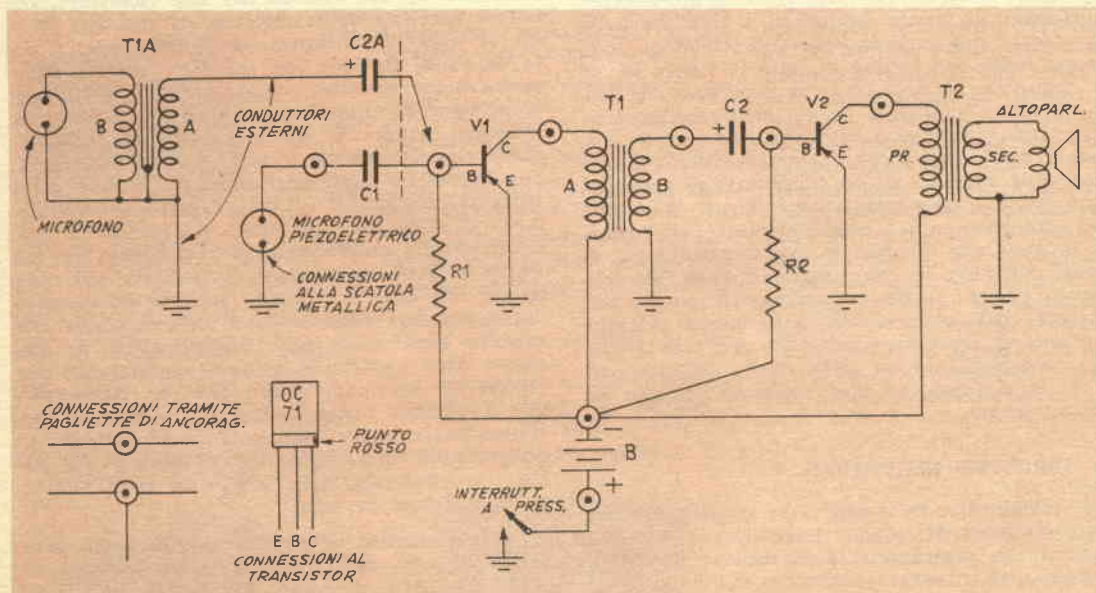 T1A
C2A
+
B
A
CONDUTTORI
ESTERNI
MICROFONO
C1
MICROFONO
PIEZOELETTRICO
CONNESSIONI
ALLA SCATOLA
METALLICA
V1
C
B
E
R1
T1
A
B
C2
+
V2
C
B
E
R2
T2
PR.
SEC.
ALTOPARL.
CONNESSIONI TRAMITE
PAGLIETTE DI ANCORAG.
OC
71
PUNTO
ROSSO
E B C
CONNESSIONI AL
TRANSISTOR
−
B
+
INTERRUTT.
A PRESS.